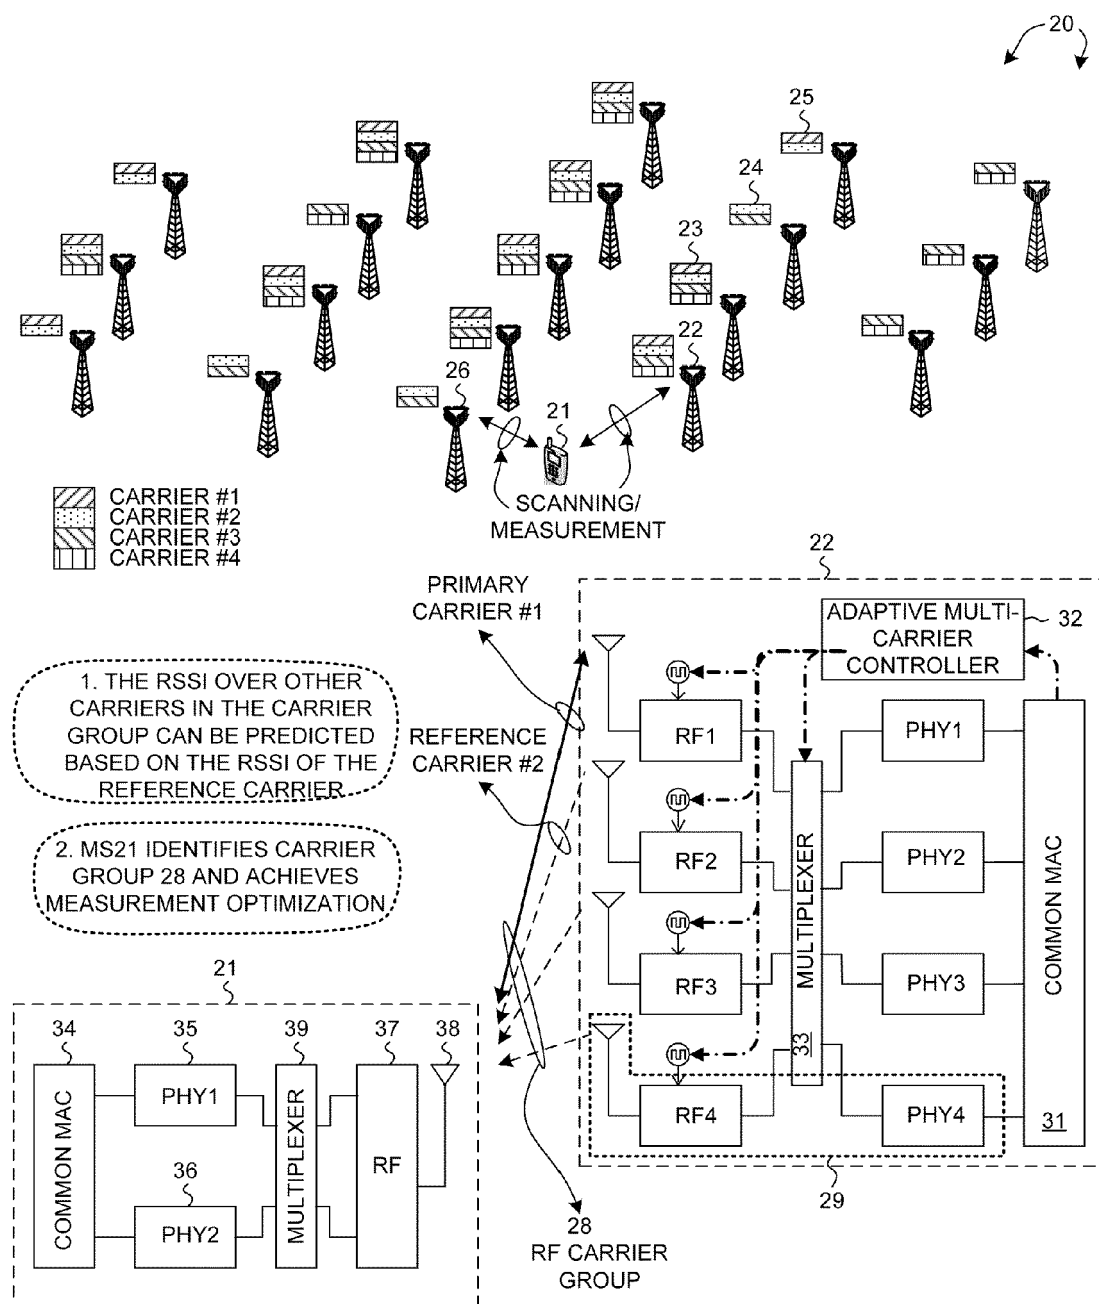 20
25
24
23
22
26
21
SCANNING/
MEASUREMENT
CARRIER #1
CARRIER #2
CARRIER #3
CARRIER #4
PRIMARY
CARRIER #1
22
ADAPTIVE MULTI-
CARRIER
CONTROLLER
32
1. THE RSSI OVER OTHER
CARRIERS IN THE CARRIER
GROUP CAN BE PREDICTED
BASED ON THE RSSI OF THE
REFERENCE CARRIER
REFERENCE
CARRIER #2
RF1
PHY1
2. MS21 IDENTIFIES CARRIER
GROUP 28 AND ACHIEVES
MEASUREMENT OPTIMIZATION
RF2
PHY2
MULTIPLEXER
33
COMMON MAC
31
RF3
PHY3
RF4
PHY4
29
21
34
35
39
37
38
COMMON MAC
PHY1
36
PHY2
MULTIPLEXER
RF
28
RF CARRIER
GROUP